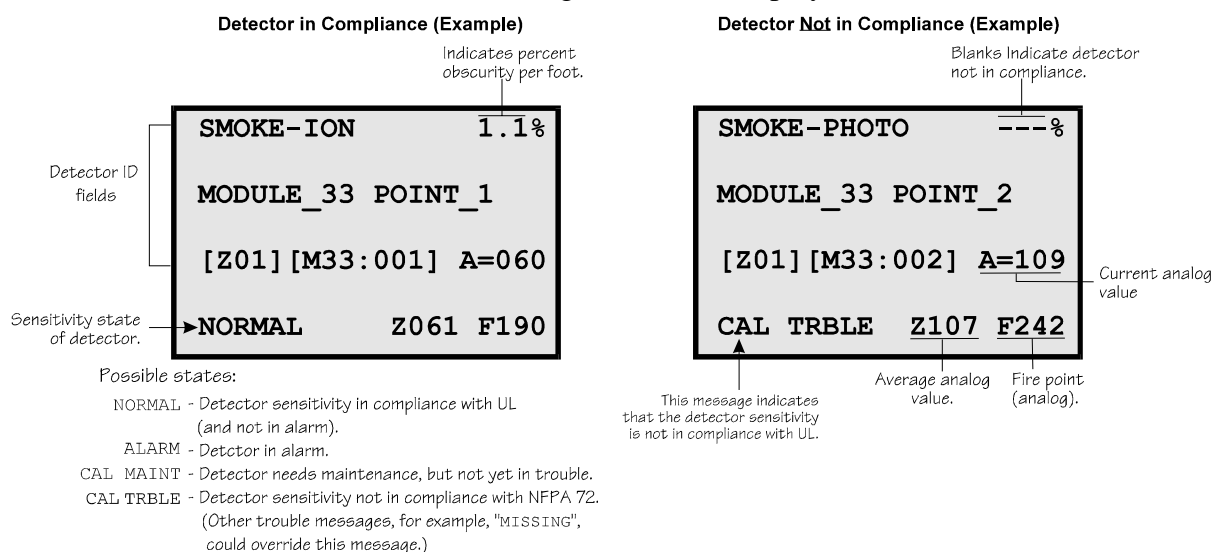 Detector in Compliance (Example)
Indicates percent
obscurity per foot.
SMOKE-ION 1.1%
MODULE_33 POINT_1
[Z01][M33:001] A=060
NORMAL Z061 F190
Detector ID
fields
Sensitivity state
of detector.
Possible states:
NORMAL - Detector sensitivity in compliance with UL
(and not in alarm).
ALARM - Detctor in alarm.
CAL MAINT - Detector needs maintenance, but not yet in trouble.
CAL TRBLE - Detector sensitivity not in compliance with NFPA 72.
(Other trouble messages, for example, "MISSING",
could override this message.)
Detector Not in Compliance (Example)
Blanks Indicate detector
not in compliance.
SMOKE-PHOTO ---%
MODULE_33 POINT_2
[Z01][M33:002] A=109
CAL TRBLE Z107 F242
Current analog
value
This message indicates
that the detector sensitivity
is not in compliance with UL.
Average analog
value.
Fire point
(analog).